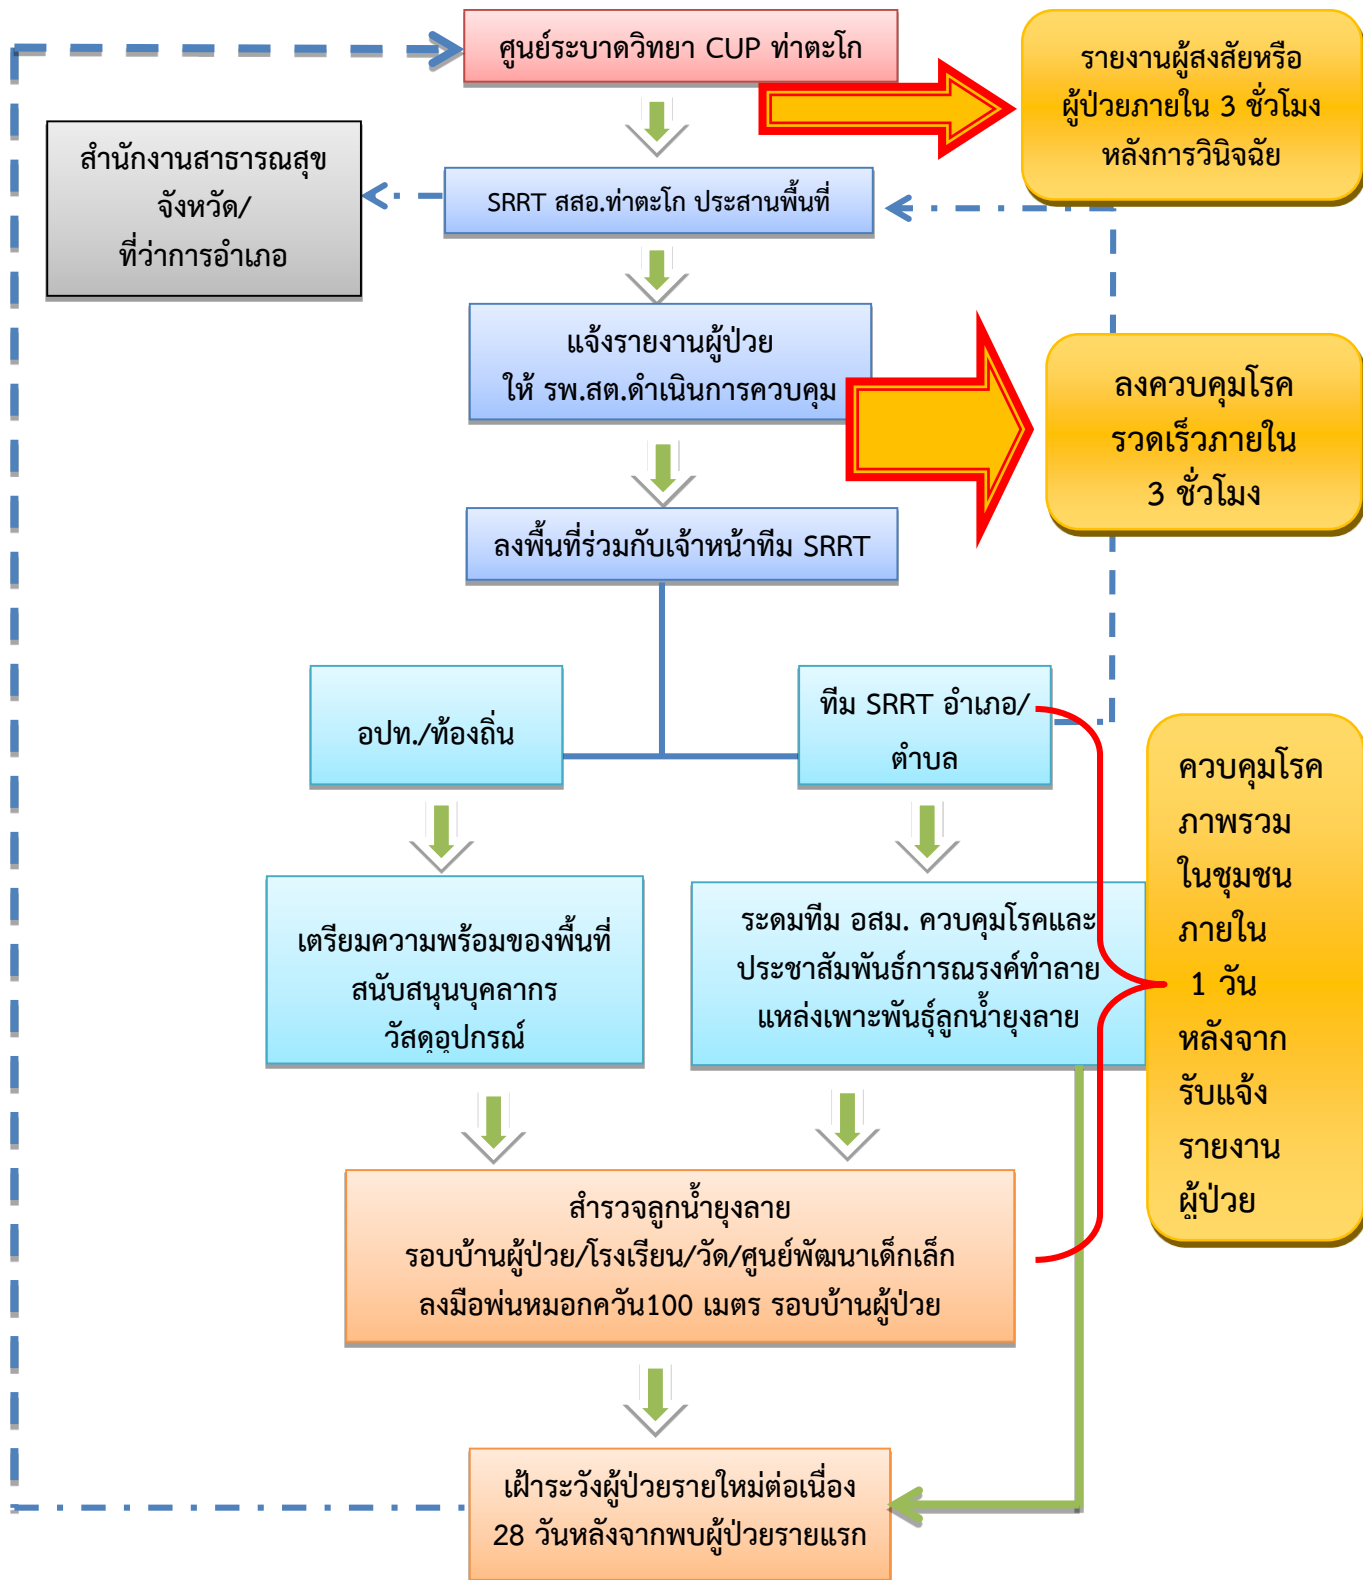 ศูนย์ระบาดวิทยา CUP ท่าตะโก
รายงานผู้สงสัยหรือ
ผู้ป่วยภายใน 3 ชั่วโมง
หลังการวินิจฉัย
สำนักงานสาธารณสุข
จังหวัด/
ที่ว่าการอำเภอ
SRRT สสอ.ท่าตะโก ประสานพื้นที่
แจ้งรายงานผู้ป่วย
ให้ รพ.สต.ดำเนินการควบคุม
ลงควบคุมโรค
รวดเร็วภายใน
3 ชั่วโมง
ลงพื้นที่ร่วมกับเจ้าหน้าทีม SRRT
อปท./ท้องถิ่น
ทีม SRRT อำเภอ/
ตำบล
ควบคุมโรค
ภาพรวม
ในชุมชน
ภายใน
1 วัน
หลังจาก
รับแจ้ง
รายงาน
ผู้ป่วย
เตรียมความพร้อมของพื้นที่
สนับสนุนบุคลากร
วัสดุอุปกรณ์
ระดมทีม อสม. ควบคุมโรคและ
ประชาสัมพันธ์การณรงค์ทำลาย
แหล่งเพาะพันธุ์ลูกน้ำยุงลาย
สำรวจลูกน้ำยุงลาย
รอบบ้านผู้ป่วย/โรงเรียน/วัด/ศูนย์พัฒนาเด็กเล็ก
ลงมือพ่นหมอกควัน100 เมตร รอบบ้านผู้ป่วย
เฝ้าระวังผู้ป่วยรายใหม่ต่อเนื่อง
28 วันหลังจากพบผู้ป่วยรายแรก